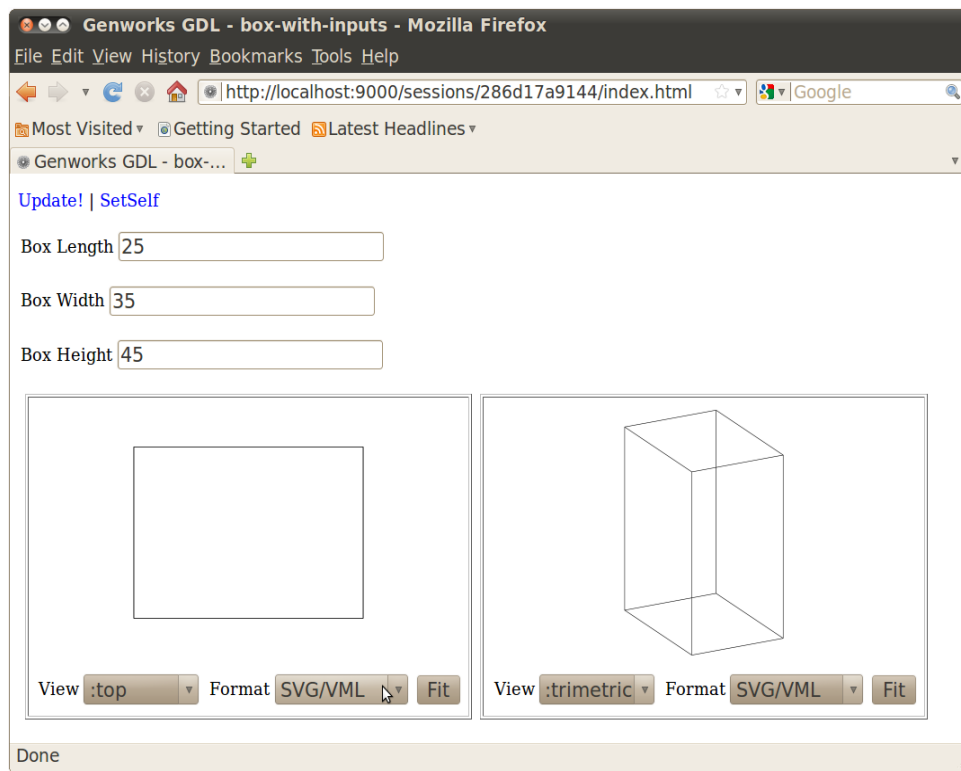 Genworks GDL - box-with-inputs - Mozilla Firefox
File Edit View History Bookmarks Tools Help
http://localhost:9000/sessions/286d17a9144/index.html Google
Most Visited Getting Started Latest Headlines
Genworks GDL - box-...
Update! | SetSelf
Box Length 25
Box Width 35
Box Height 45
View :top Format SVG/VML Fit View :trimetric Format SVG/VML Fit
Done